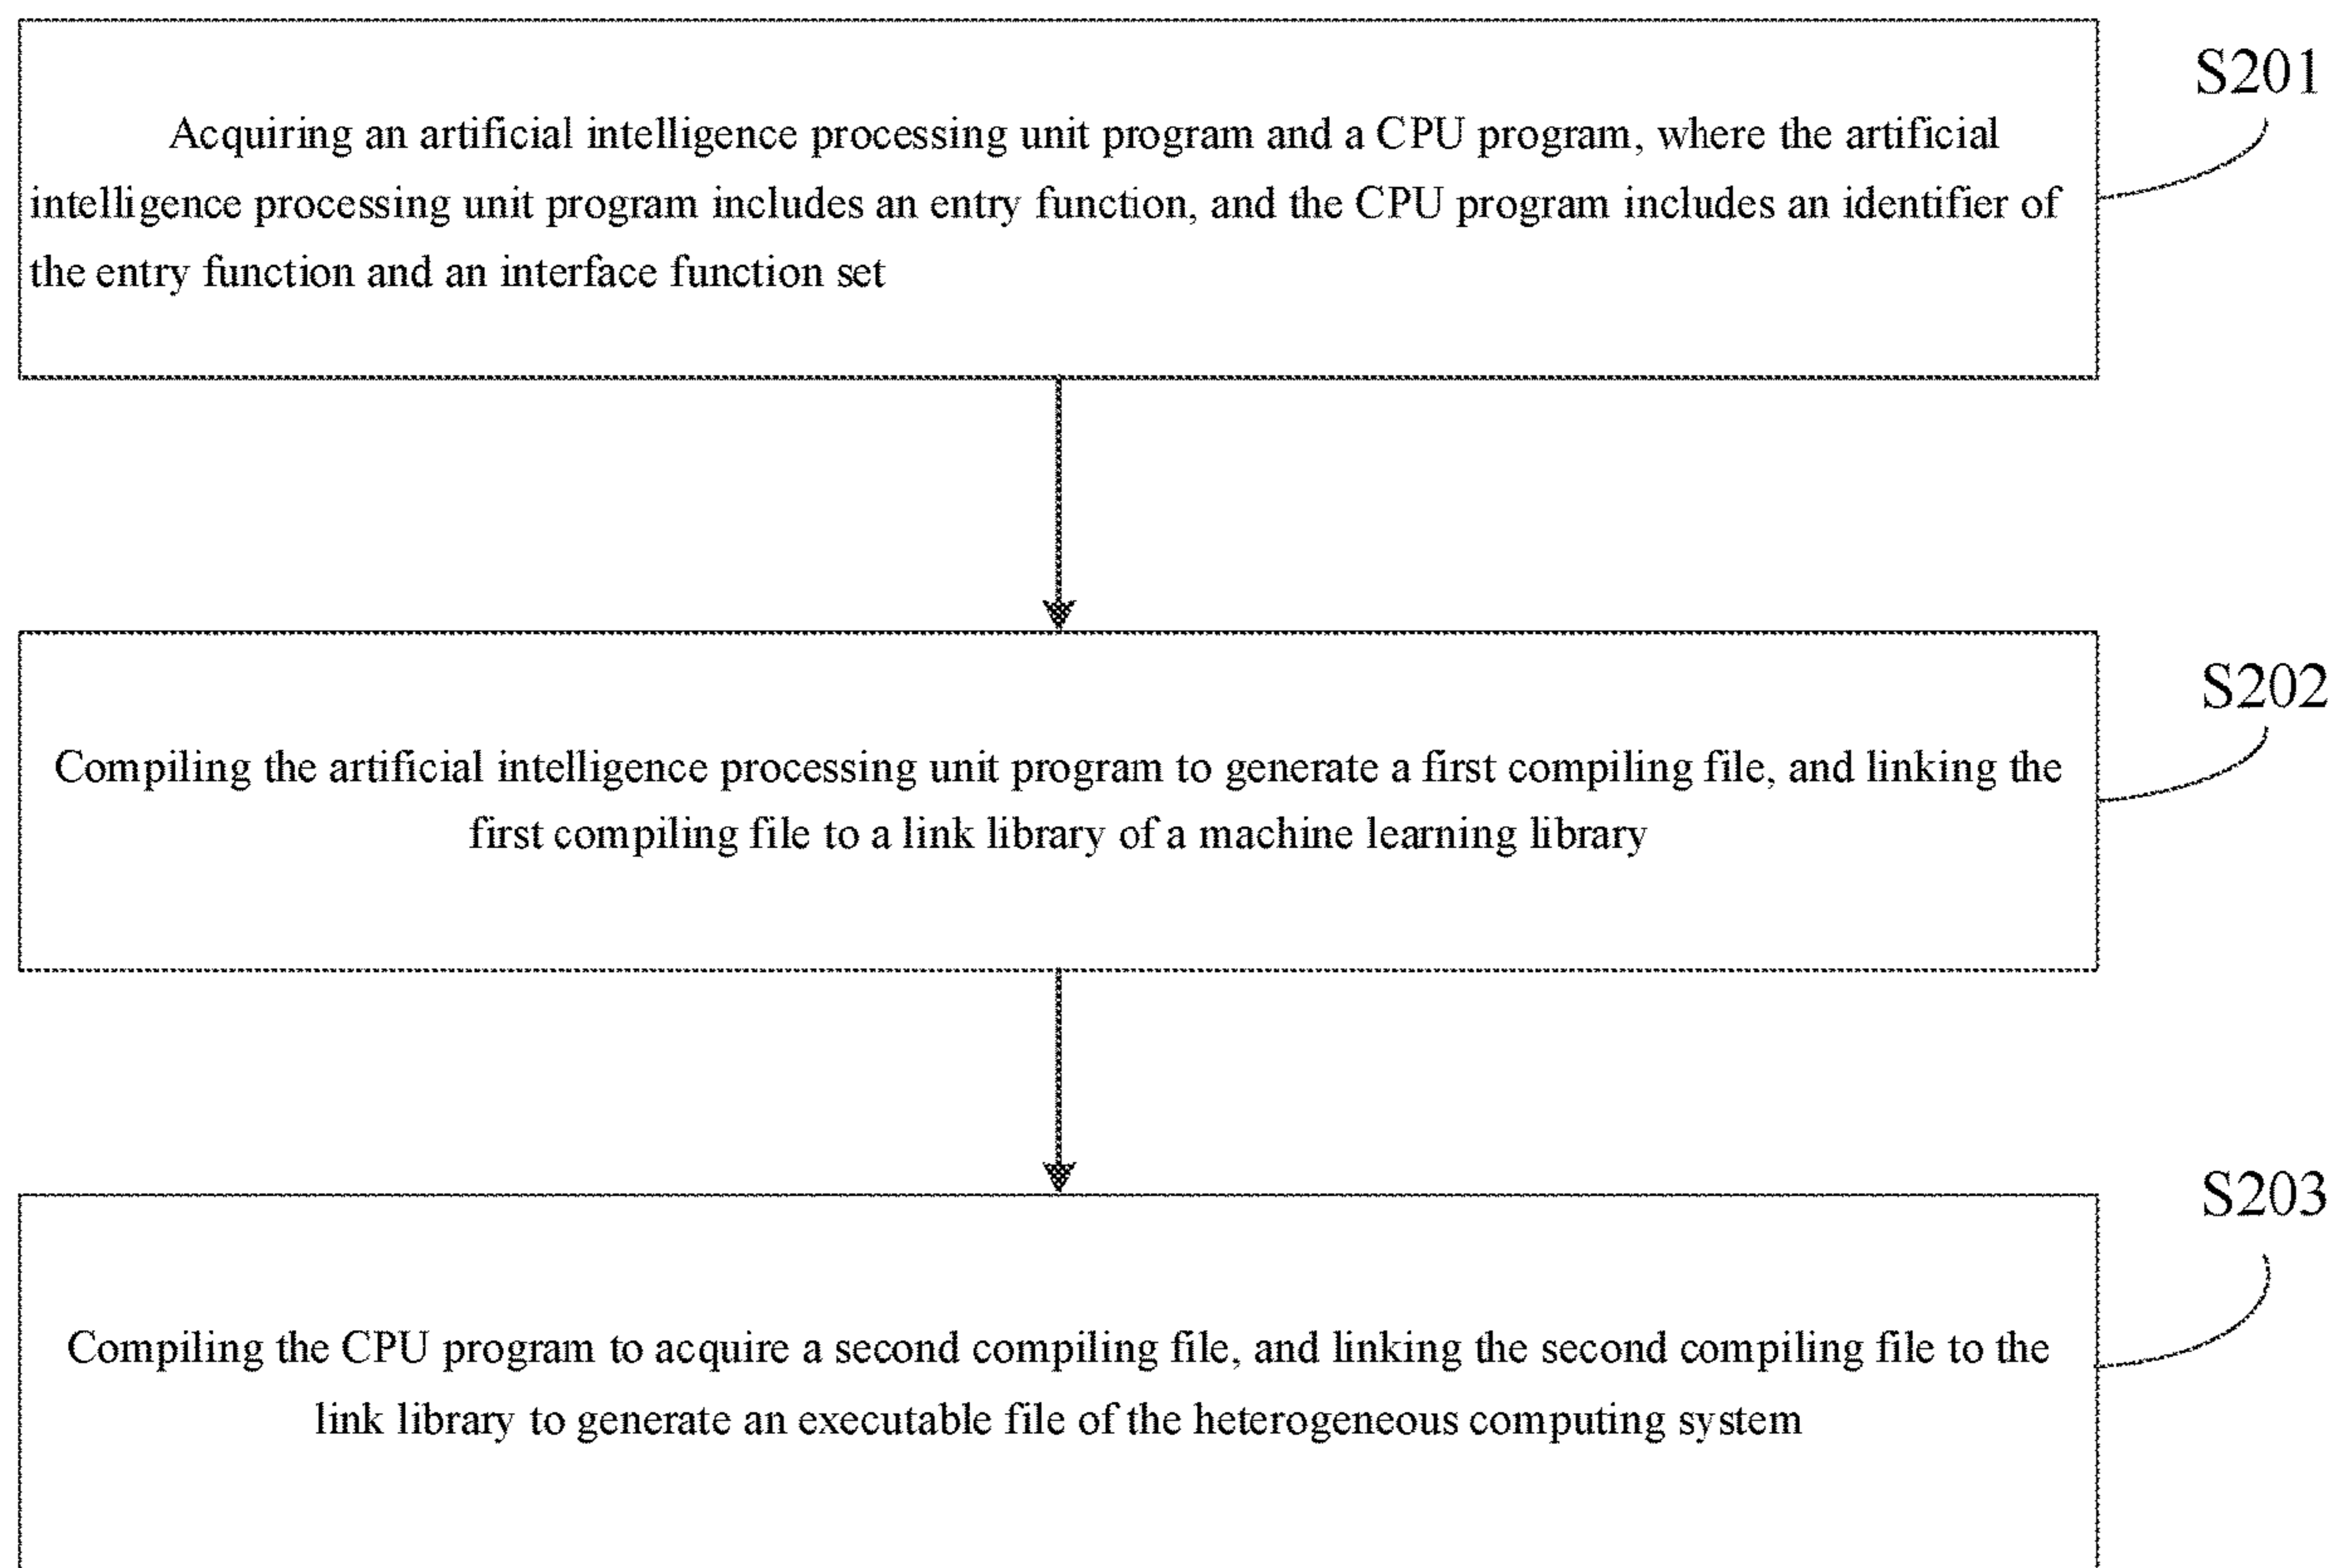 S201
Acquiring an artificial intelligence processing unit program and a CPU program, where the artificial
intelligence processing unit program includes an entry function, and the CPU program includes an identifier of
the entry function and an interface function set
S202
Compiling the artificial intelligence processing unit program to generate a first compiling file, and linking the
first compiling file to a link library of a machine learning library
S203
Compiling the CPU program to acquire a second compiling file, and linking the second compiling file to the
link library to generate an executable file of the heterogeneous computing system